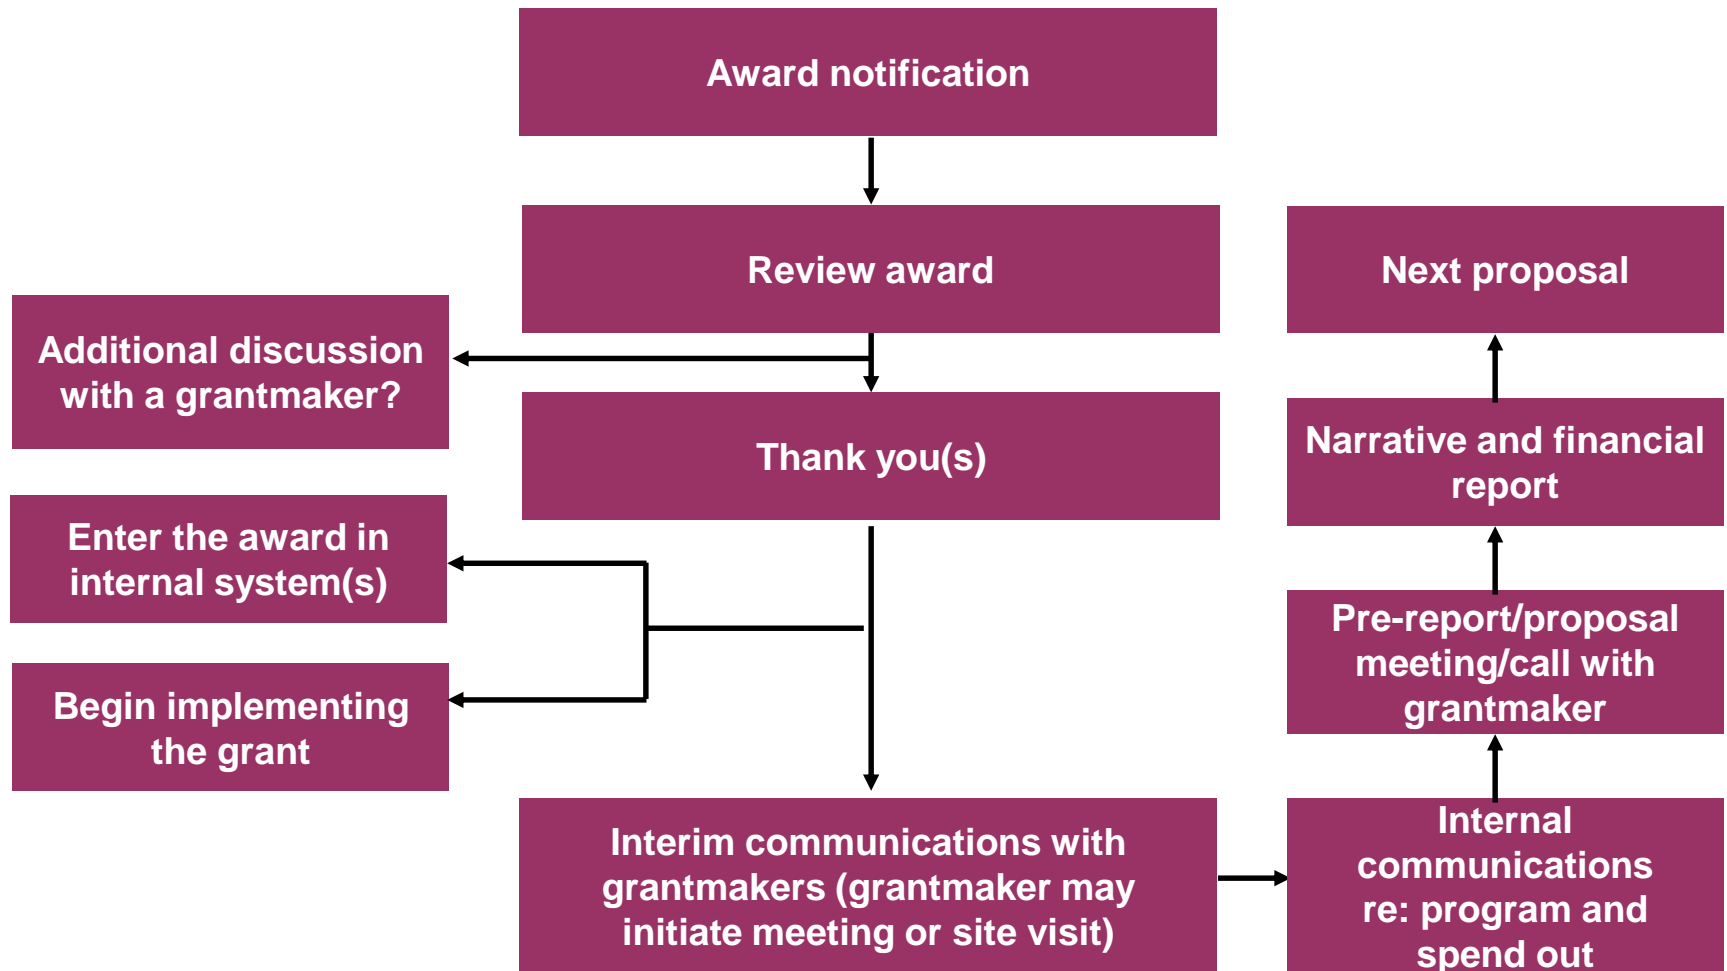 Award notification
Review award
Additional discussion
with a grantmaker?
Thank you(s)
Enter the award in
internal system(s)
Begin implementing
the grant
Interim communications with
grantmakers (grantmaker may
initiate meeting or site visit)
Internal
communications
re: program and
spend out
Pre-report/proposal
meeting/call with
grantmaker
Narrative and financial
report
Next proposal